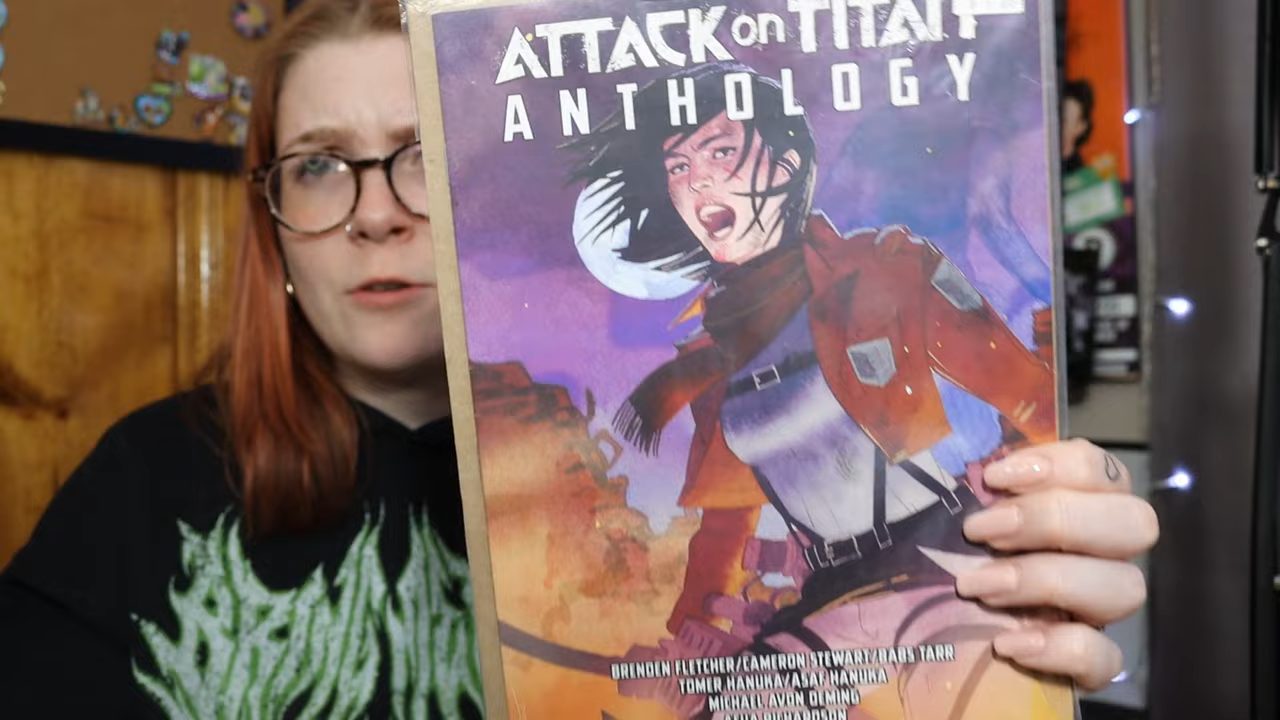 ATTACK on TITAN
ANTHOLOGY
BRENDEN FLETCHER/CAMERON STEWART/BABS TARR
TOMER HANUKA/ASAF HANUKA
MICHAEL AVON OEMING